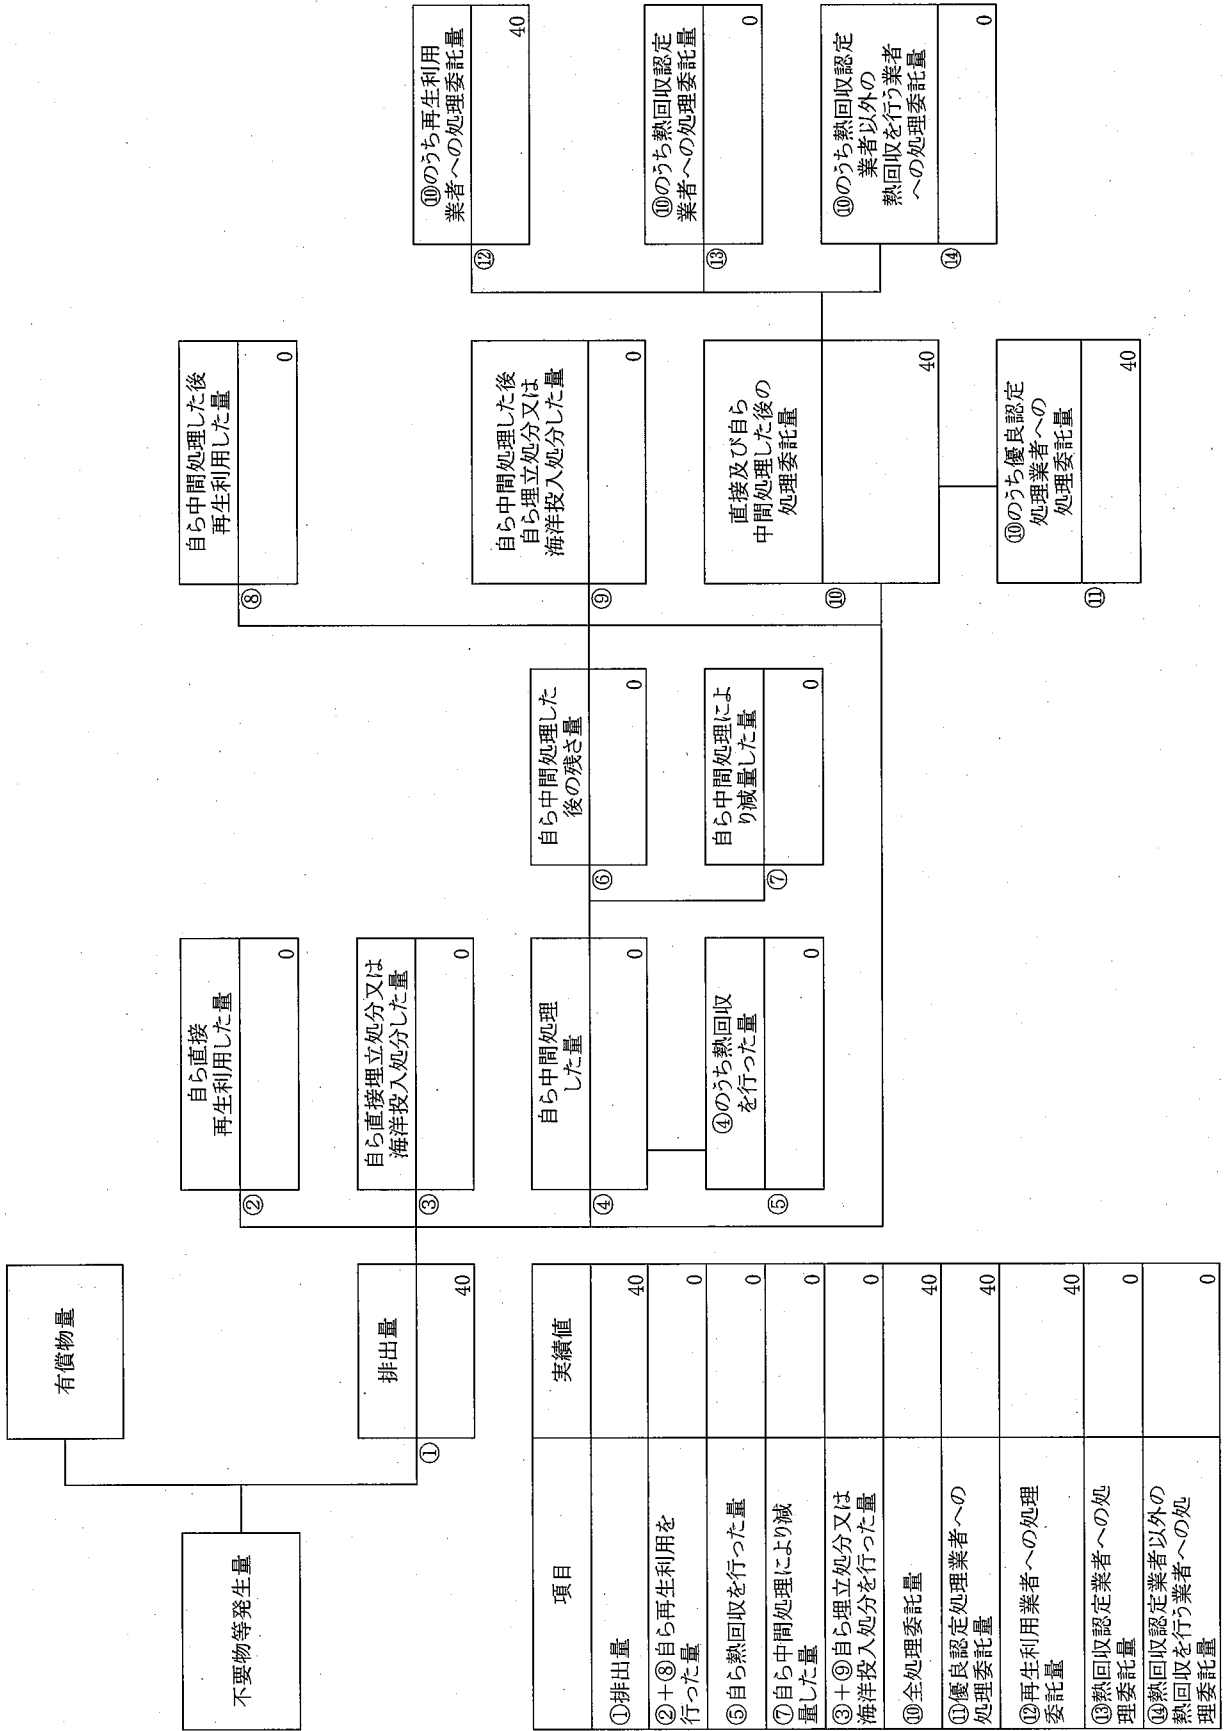 不要物等発生量
有償物量
①
排出量
40
②
自ら直接
再生利用した量
0
③
自ら直接埋立処分又は
海洋投入処分した量
0
④
自ら中間処理
した量
0
⑤
④のうち熱回収
を行った量
0
⑥
自ら中間処理した
後の残さ量
0
⑦
自ら中間処理によ
り減量した量
0
⑧
自ら中間処理した後
再生利用した量
0
⑨
自ら中間処理した後
自ら埋立処分又は
海洋投入処分した量
0
⑩
直接及び自ら
中間処理した後の
処理委託量
40
⑪
⑩のうち優良認定
処理業者への
処理委託量
40
⑫
⑩のうち再生利用
業者への処理委託量
40
⑬
⑩のうち熱回収認定
業者への処理委託量
0
⑭
⑩のうち熱回収認定
業者以外の
熱回収を行う業者
への処理委託量
0
項目 実績値
①排出量 40
②+⑧自ら再生利用を
行った量 0
⑤自ら熱回収を行った量 0
⑦自ら中間処理により減
量した量 0
③+⑨自ら埋立処分又は
海洋投入処分を行った量 0
⑩全処理委託量 40
⑪優良認定処理業者への
処理委託量 40
⑫再生利用業者への処理
委託量 40
⑬熱回収認定業者への処
理委託量 0
⑭熱回収認定業者以外の
熱回収を行う業者への処
理委託量 0